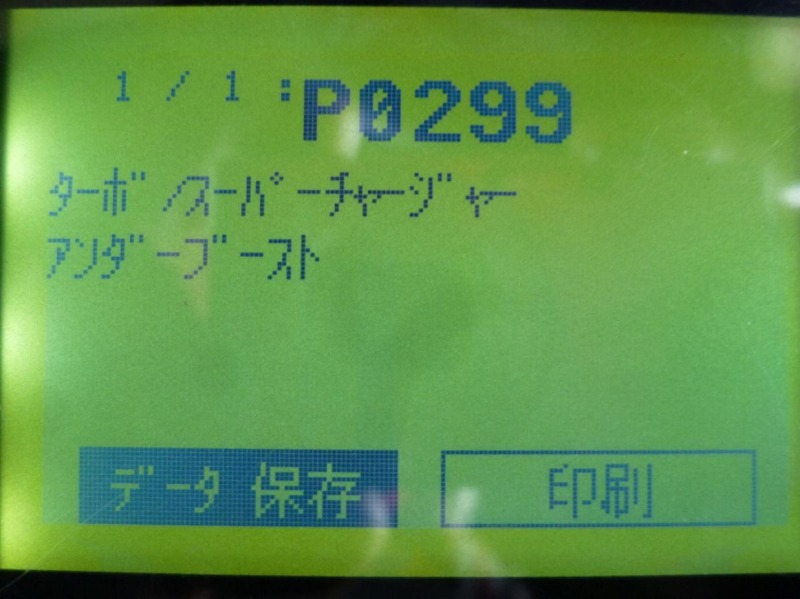 1 / 1 :P0299
ﾀｰﾎﾞ/ｽｰﾊﾟｰﾁｬｰｼﾞｬｰ
ｱﾝﾀﾞｰﾌﾞｰｽﾄ
ﾃﾞｰﾀ 保存
印刷